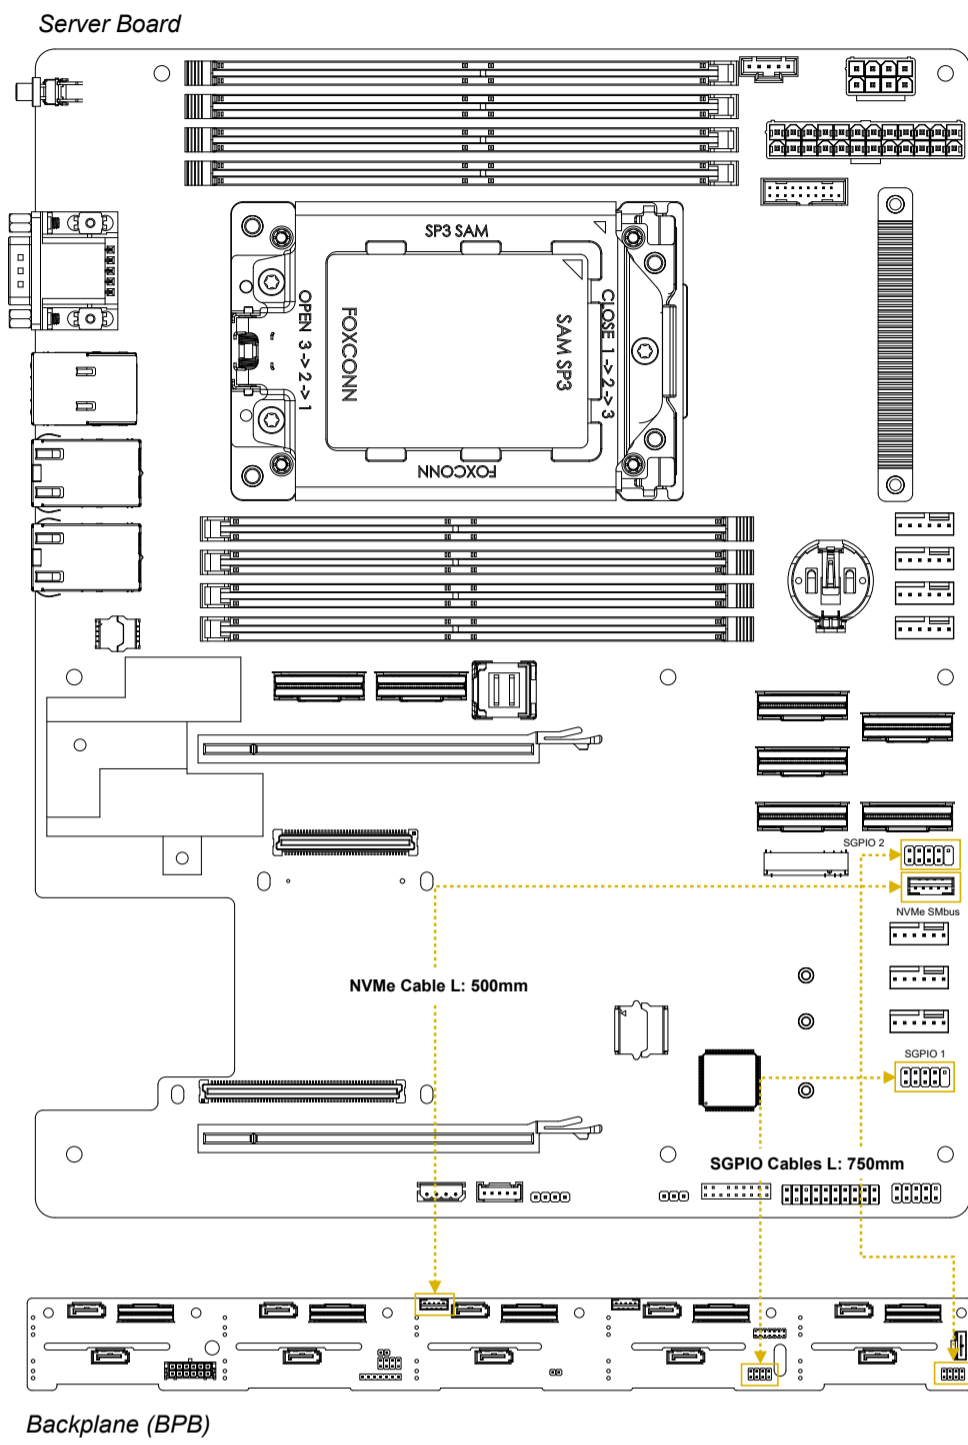 Server Board
SP3 SAM
OPEN 3 -> 2 -> 1
FOXCONN
SAM SP3
CLOSE 1 -> 2 -> 3
FOXCONN
SGPIO 2
NVMe SMbus
NVMe Cable L: 500mm
SGPIO 1
SGPIO Cables L: 750mm
Backplane (BPB)